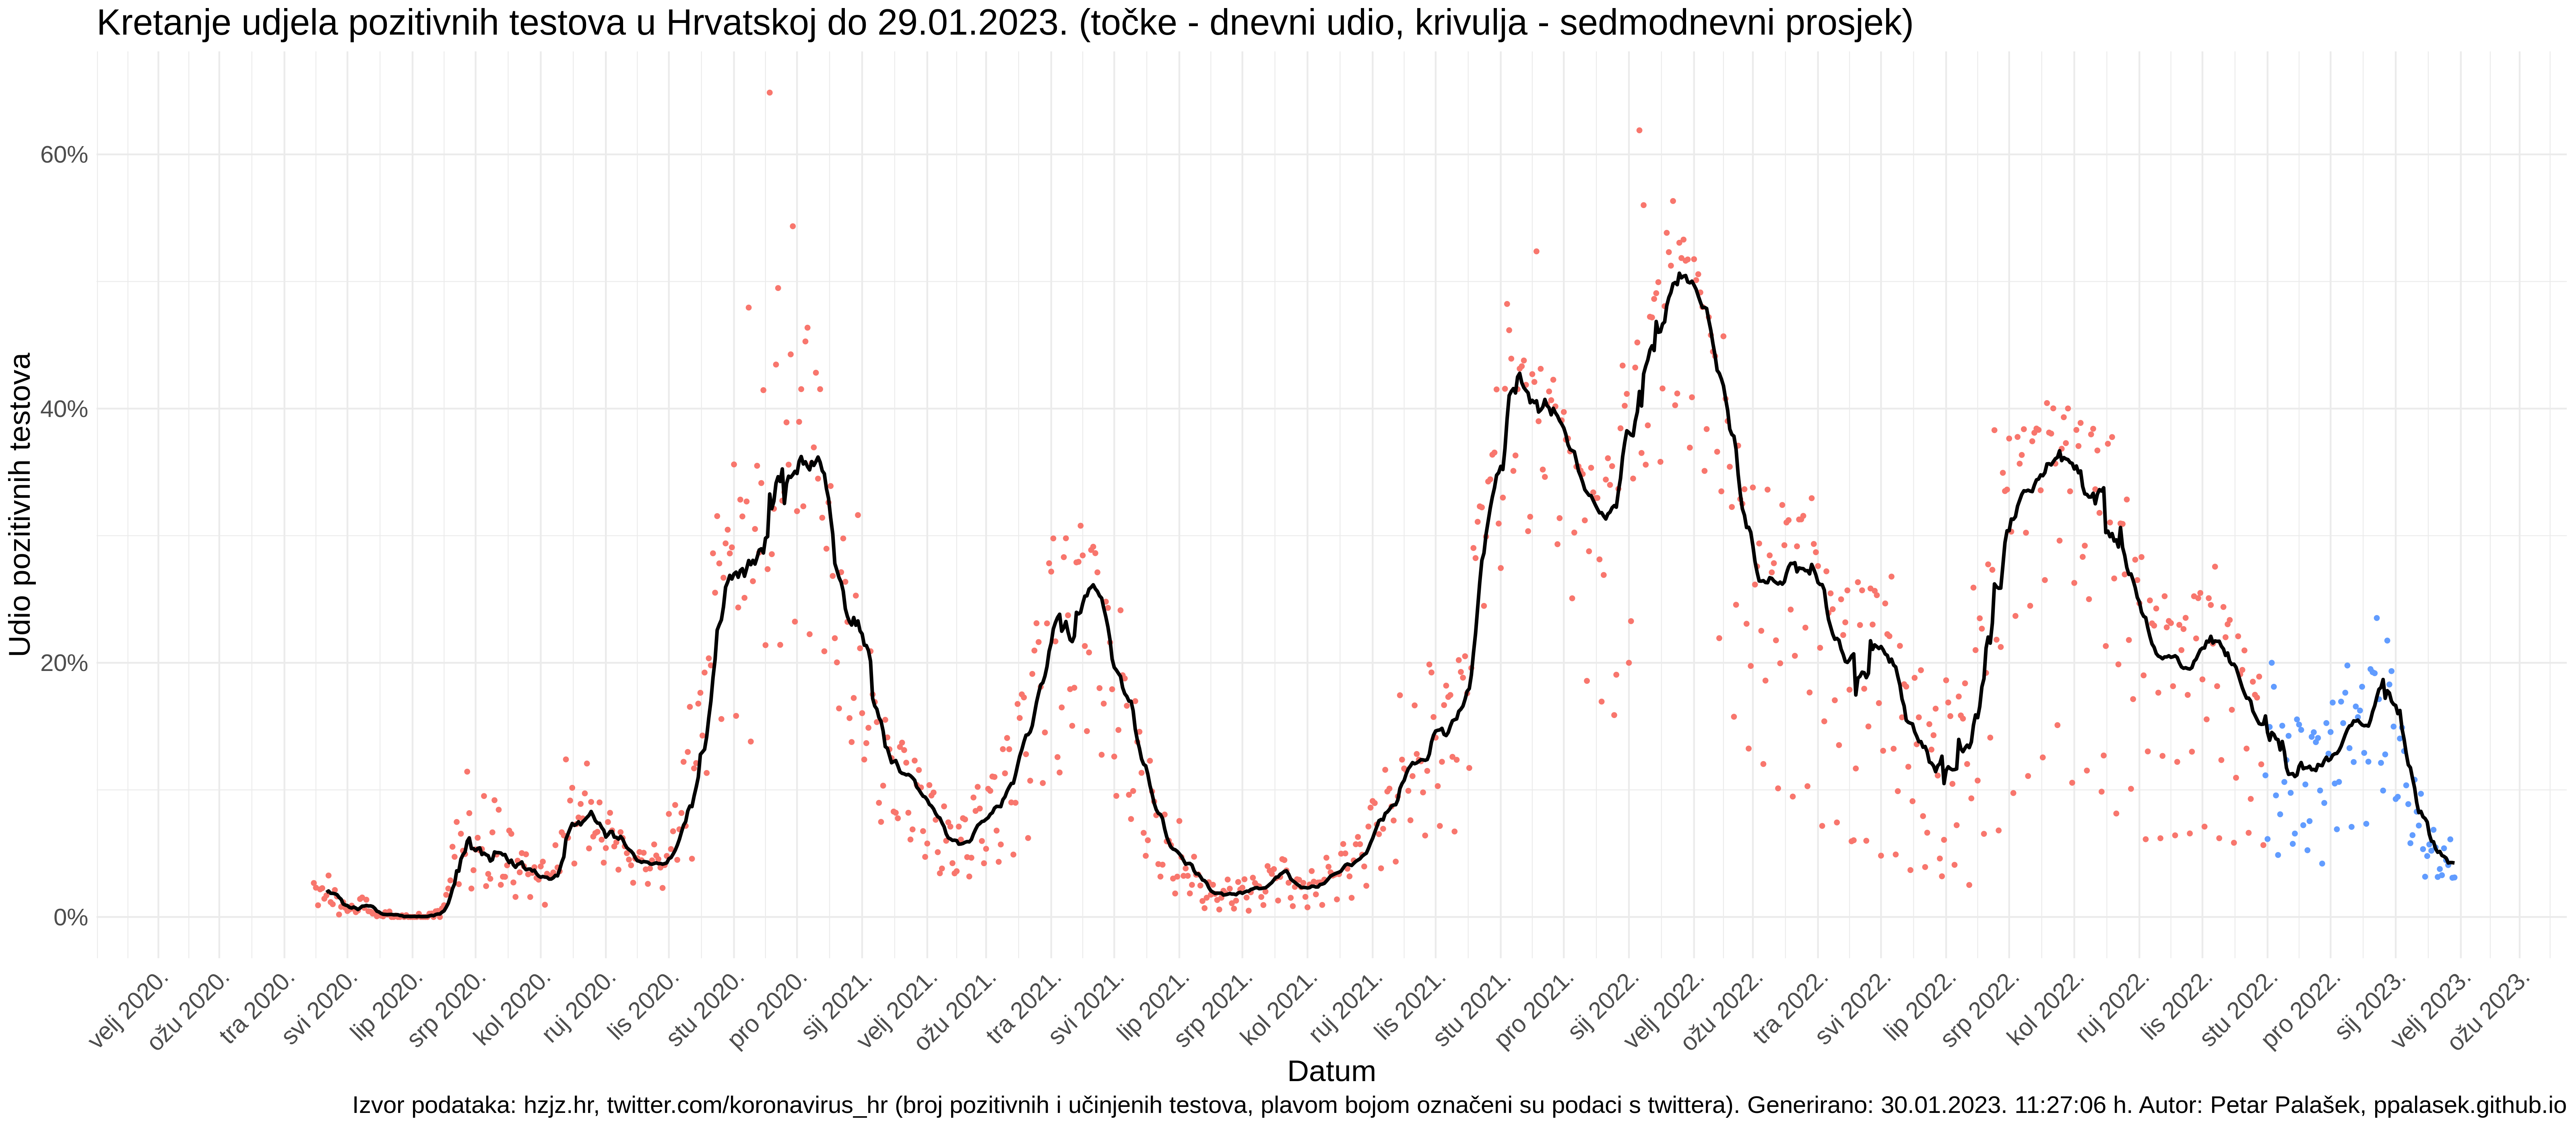 Kretanje udjela pozitivnih testova u Hrvatskoj do 29.01.2023. (točke - dnevni udio, krivulja - sedmodnevni prosjek)
Udio pozitivnih testova
60%
40%
20%
0%
velj 2020.
ožu 2020.
tra 2020.
svi 2020.
lip 2020.
srp 2020.
kol 2020.
ruj 2020.
lis 2020.
stu 2020.
pro 2020.
sij 2021.
velj 2021.
ožu 2021.
tra 2021.
svi 2021.
lip 2021.
srp 2021.
kol 2021.
ruj 2021.
lis 2021.
stu 2021.
pro 2021.
sij 2022.
velj 2022.
ožu 2022.
tra 2022.
svi 2022.
lip 2022.
srp 2022.
kol 2022.
ruj 2022.
lis 2022.
stu 2022.
pro 2022.
sij 2023.
velj 2023.
ožu 2023.
Datum
Izvor podataka: hzjz.hr, twitter.com/koronavirus_hr (broj pozitivnih i učinjenih testova, plavom bojom označeni su podaci s twittera). Generirano: 30.01.2023. 11:27:06 h. Autor: Petar Palašek, ppalasek.github.io